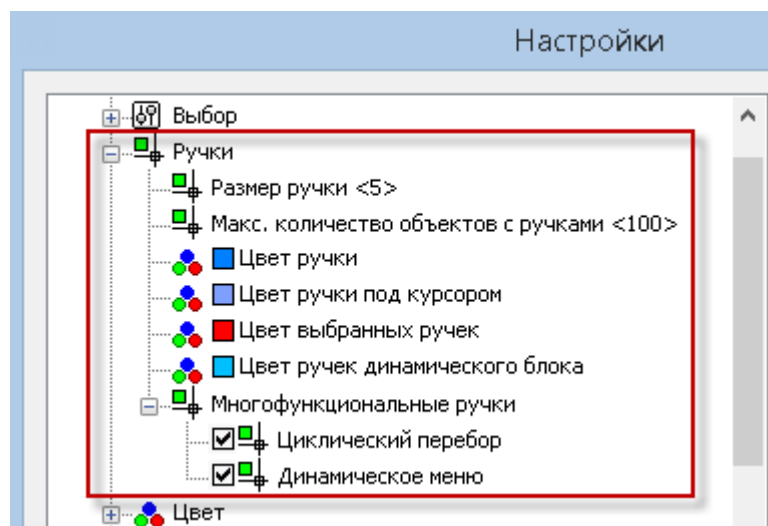 Настройки
Выбор
Ручки
Размер ручки <5>
Макс. количество объектов с ручками <100>
Цвет ручки
Цвет ручки под курсором
Цвет выбранных ручек
Цвет ручек динамического блока
Многофункциональные ручки
Циклический перебор
Динамическое меню
Цвет